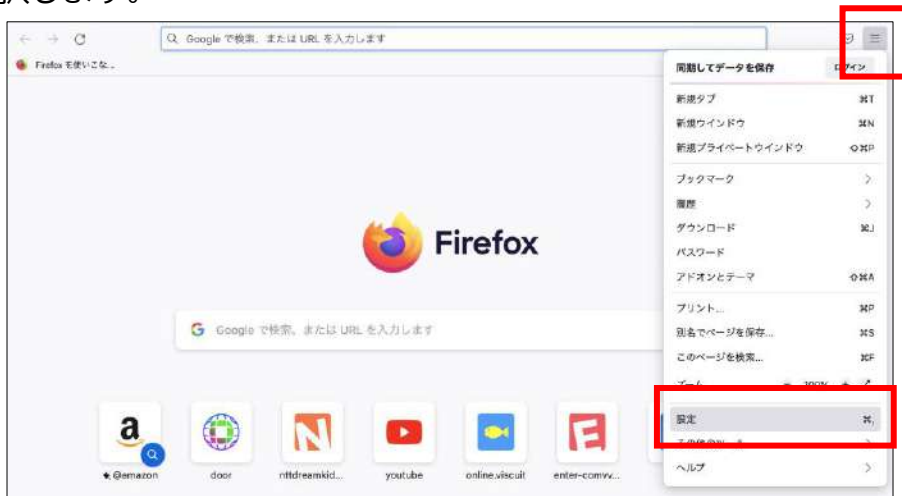 Google で検索、または URL を入力します
Firefox を使いこな...
同期してデータを保存 ログイン
新規タブ ⌘T
新規ウインドウ ⌘N
新規プライベートウインドウ ⇧⌘P
ブックマーク
履歴
ダウンロード ⌘J
パスワード
アドオンとテーマ ⇧⌘A
プリント... ⌘P
別名でページを保存... ⌘S
このページを検索... ⌘F
ズーム
設定 ⌘,
ヘルプ
Firefox
Google で検索、または URL を入力します
@amazon
door
nttdreamkid...
youtube
online.viscuit
enter-comvv...